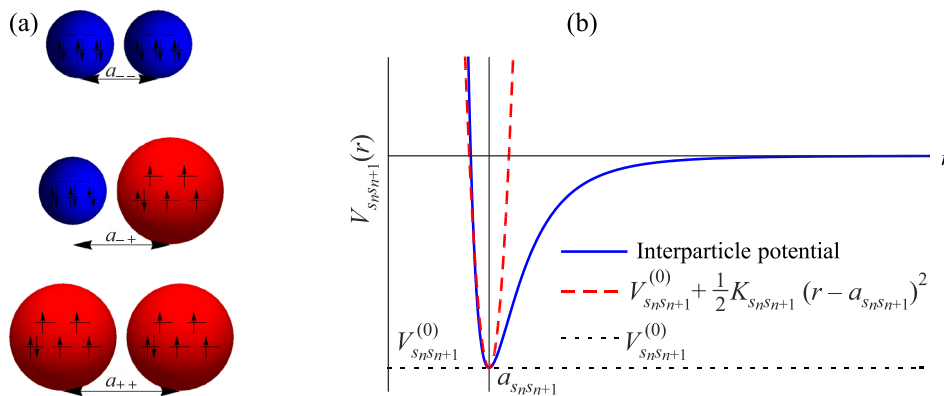 (a)
a₋₋
a₋₊
a₊₊
(b)
V_{s_n s_{n+1}}(r)
r
Interparticle potential
V^{(0)}_{s_n s_{n+1}} + \frac{1}{2} K_{s_n s_{n+1}} (r – a_{s_n s_{n+1}})^2
V^{(0)}_{s_n s_{n+1}}
V^{(0)}_{s_n s_{n+1}}
a_{s_n s_{n+1}}